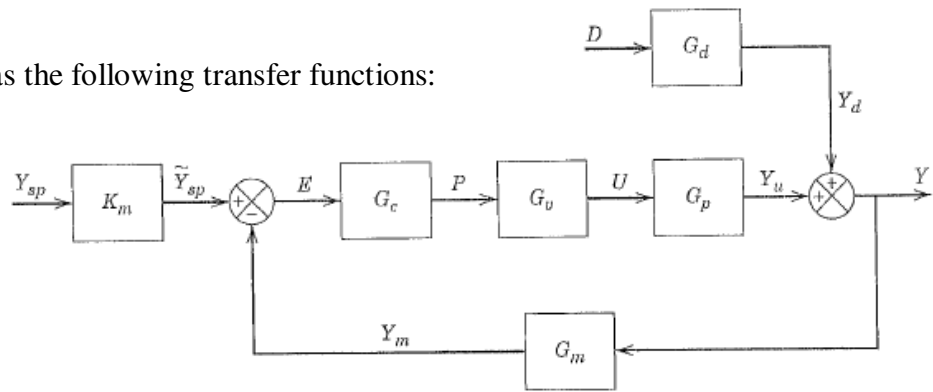 D
G_d
as the following transfer functions:
Y_d
Y_sp
K_m
Ỹ_sp
+
−
E
G_c
P
G_v
U
G_p
Y_u
+
+
Y
Y_m
G_m